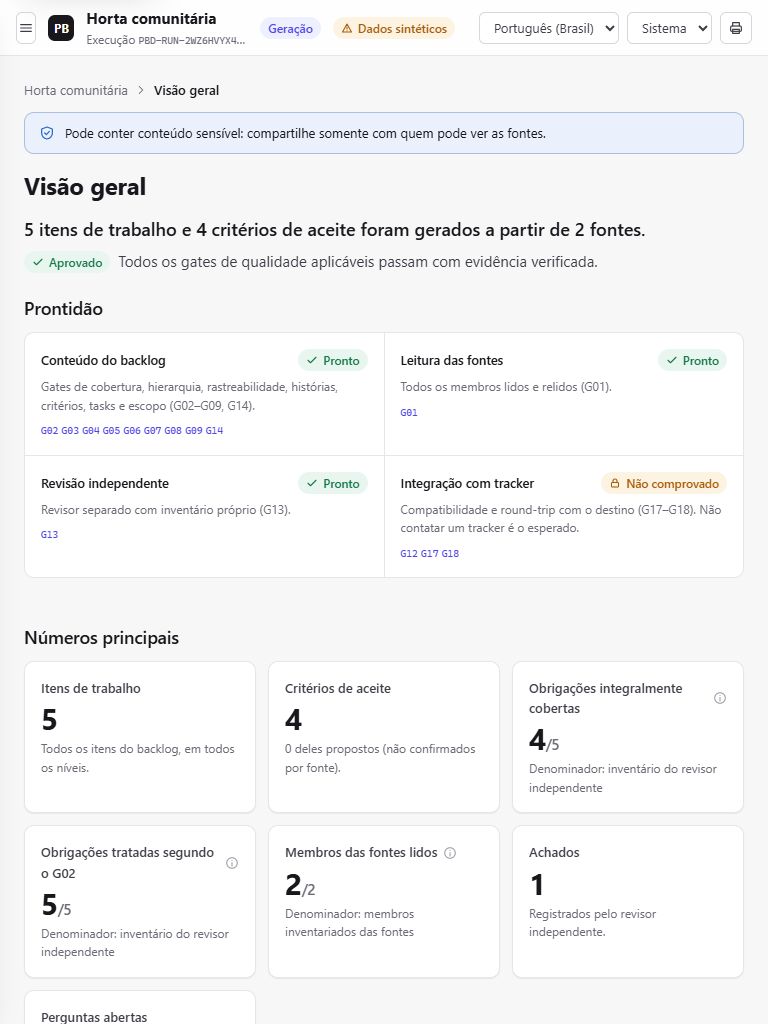 PB
Horta comunitária
Execução PBD-RUN-2WZ6HVYX4…
Geração
Dados sintéticos
Português (Brasil)
Sistema
Horta comunitária > Visão geral
Pode conter conteúdo sensível: compartilhe somente com quem pode ver as fontes.
Visão geral
5 itens de trabalho e 4 critérios de aceite foram gerados a partir de 2 fontes.
Aprovado
Todos os gates de qualidade aplicáveis passam com evidência verificada.
Prontidão
Conteúdo do backlog
Pronto
Gates de cobertura, hierarquia, rastreabilidade, histórias,
critérios, tasks e escopo (G02–G09, G14).
G02 G03 G04 G05 G06 G07 G08 G09 G14
Leitura das fontes
Pronto
Todos os membros lidos e relidos (G01).
G01
Revisão independente
Pronto
Revisor separado com inventário próprio (G13).
G13
Integração com tracker
Não comprovado
Compatibilidade e round-trip com o destino (G17–G18). Não
contatar um tracker é o esperado.
G12 G17 G18
Números principais
Itens de trabalho
5
Todos os itens do backlog, em todos
os níveis.
Critérios de aceite
4
0 deles propostos (não confirmados
por fonte).
Obrigações integralmente
cobertas
4/5
Denominador: inventário do revisor
independente
Obrigações tratadas segundo
o G02
5/5
Denominador: inventário do revisor
independente
Membros das fontes lidos
2/2
Denominador: membros
inventariados das fontes
Achados
1
Registrados pelo revisor
independente.
Perguntas abertas